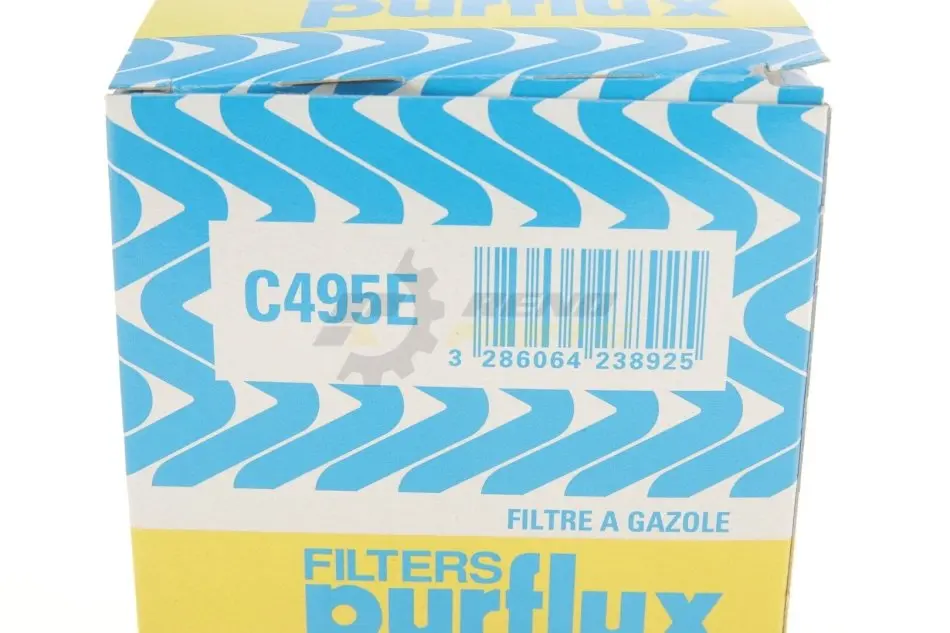 purflux
C495E
3 286064 238925
FILTRE A GAZOLE
FILTERS
purflux